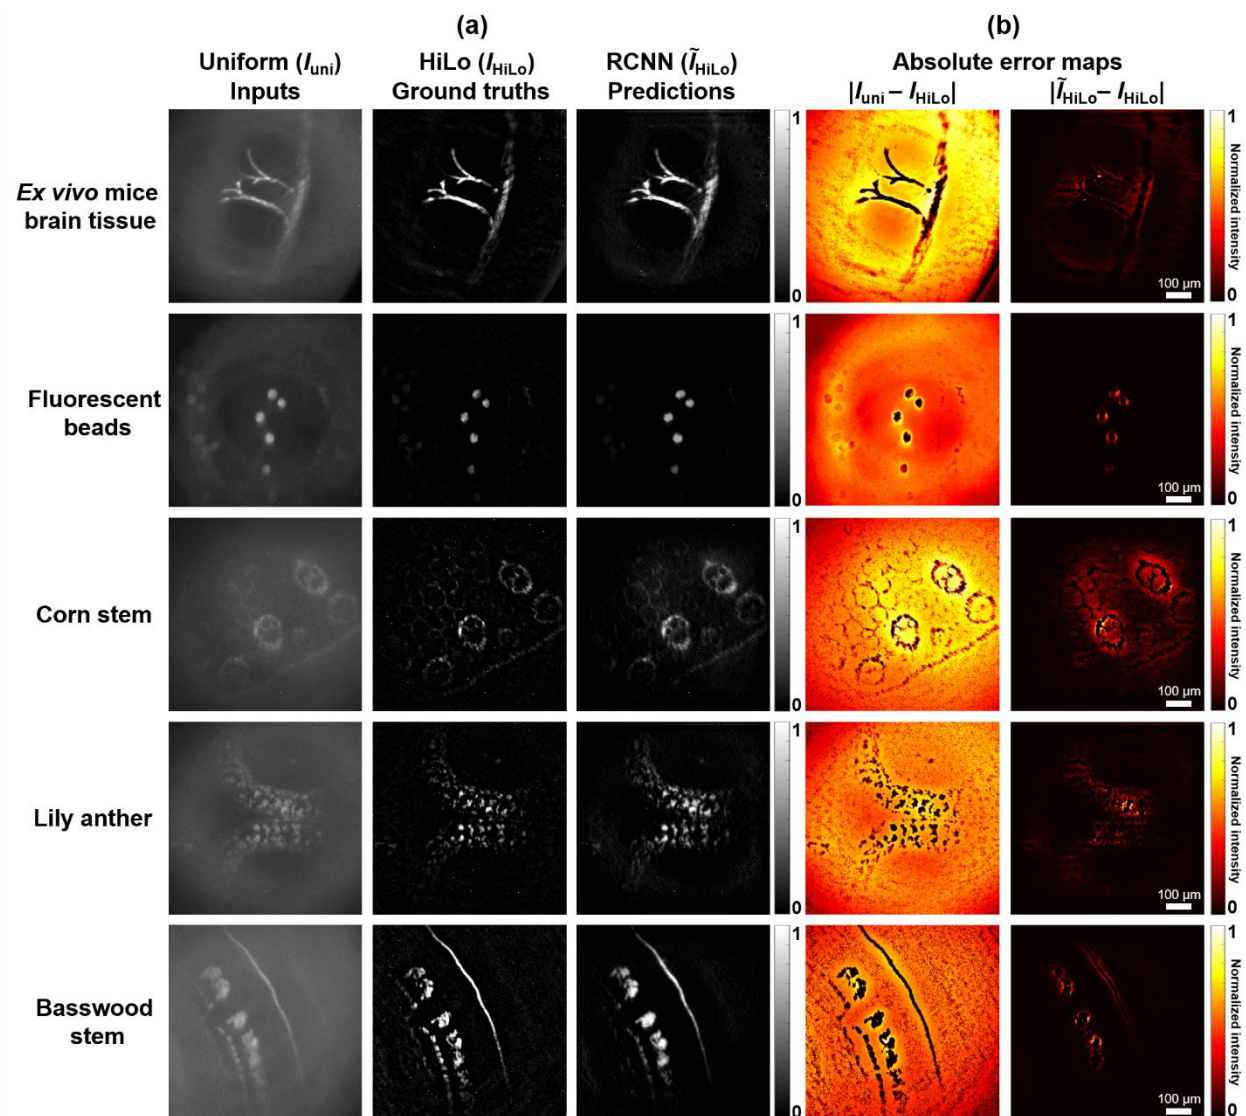 (a)
(b)
Uniform (Iuni)
Inputs
HiLo (IHiLo)
Ground truths
RCNN (ĨHiLo)
Predictions
Absolute error maps
|Iuni – IHiLo|
|ĨHiLo – IHiLo|
Ex vivo mice
brain tissue
1
0
100 µm
1
Normalized intensity
0
Fluorescent
beads
1
0
100 µm
1
Normalized intensity
0
Corn stem
1
0
100 µm
1
Normalized intensity
0
Lily anther
1
0
100 µm
1
Normalized intensity
0
Basswood
stem
1
0
100 µm
1
Normalized intensity
0